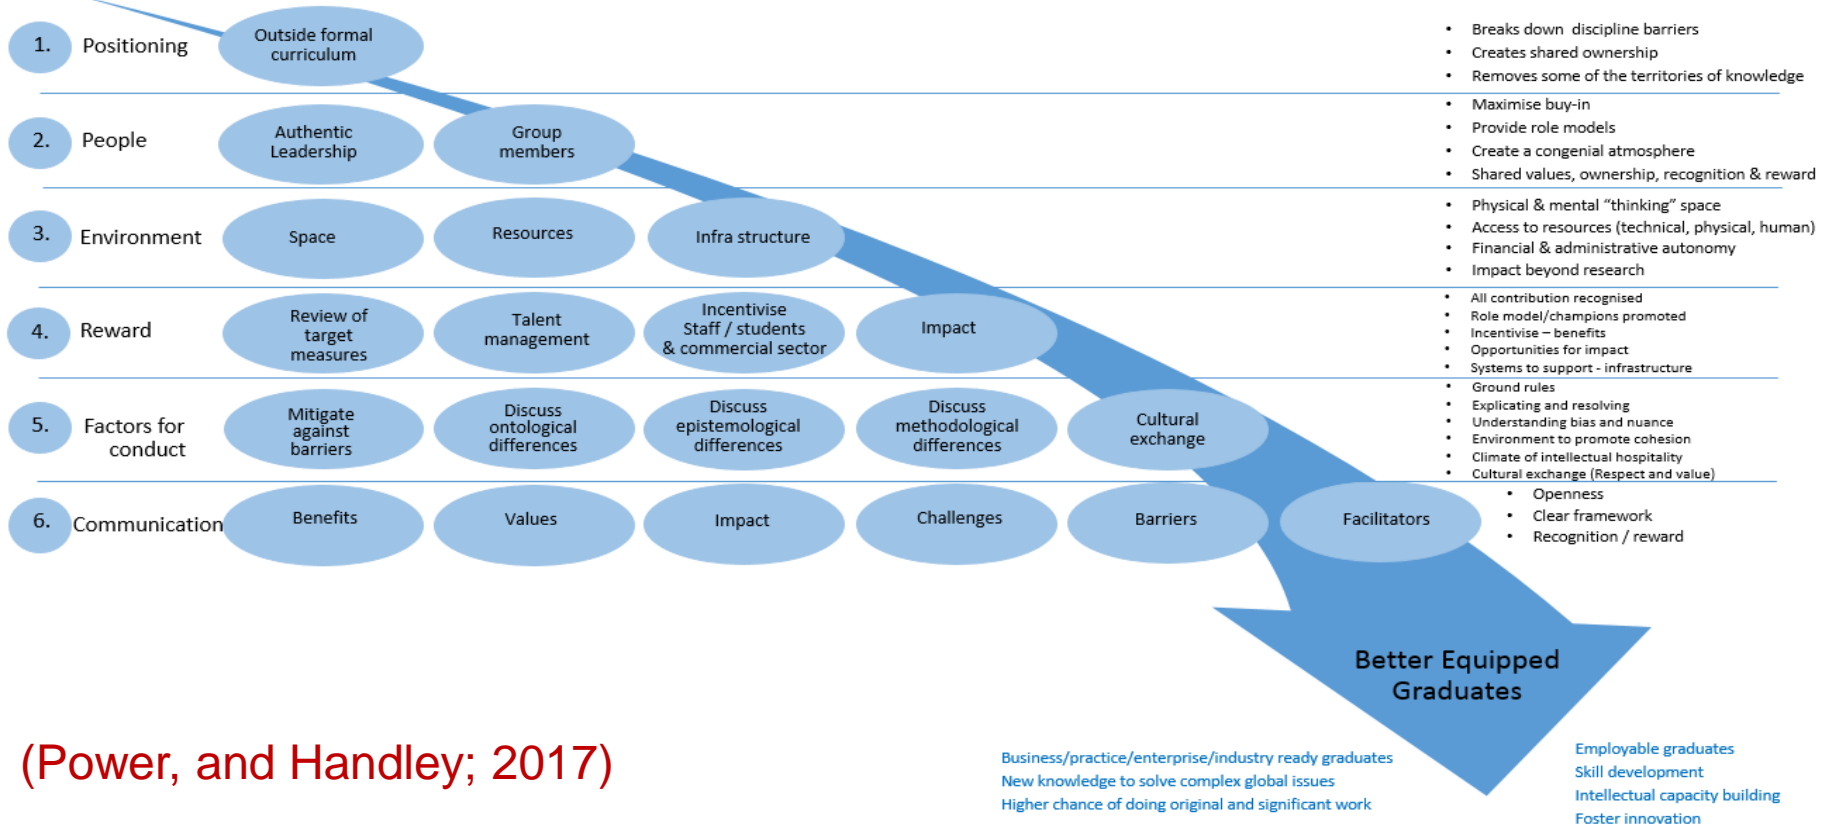 1.
Positioning
Outside formal
curriculum
• Breaks down discipline barriers
• Creates shared ownership
• Removes some of the territories of knowledge
2.
People
Authentic
Leadership
Group
members
• Maximise buy-in
• Provide role models
• Create a congenial atmosphere
• Shared values, ownership, recognition & reward
3.
Environment
Space
Resources
Infra structure
• Physical & mental “thinking” space
• Access to resources (technical, physical, human)
• Financial & administrative autonomy
• Impact beyond research
4.
Reward
Review of
target
measures
Talent
management
Incentivise
Staff / students
& commercial sector
Impact
• All contribution recognised
• Role model/champions promoted
• Incentivise – benefits
• Opportunities for impact
• Systems to support - infrastructure
5.
Factors for
conduct
Mitigate
against
barriers
Discuss
ontological
differences
Discuss
epistemological
differences
Discuss
methodological
differences
Cultural
exchange
• Ground rules
• Explicating and resolving
• Understanding bias and nuance
• Environment to promote cohesion
• Climate of intellectual hospitality
• Cultural exchange (Respect and value)
6.
Communication
Benefits
Values
Impact
Challenges
Barriers
Facilitators
• Openness
• Clear framework
• Recognition / reward
Better Equipped
Graduates
(Power, and Handley; 2017)
Business/practice/enterprise/industry ready graduates
New knowledge to solve complex global issues
Higher chance of doing original and significant work
Employable graduates
Skill development
Intellectual capacity building
Foster innovation